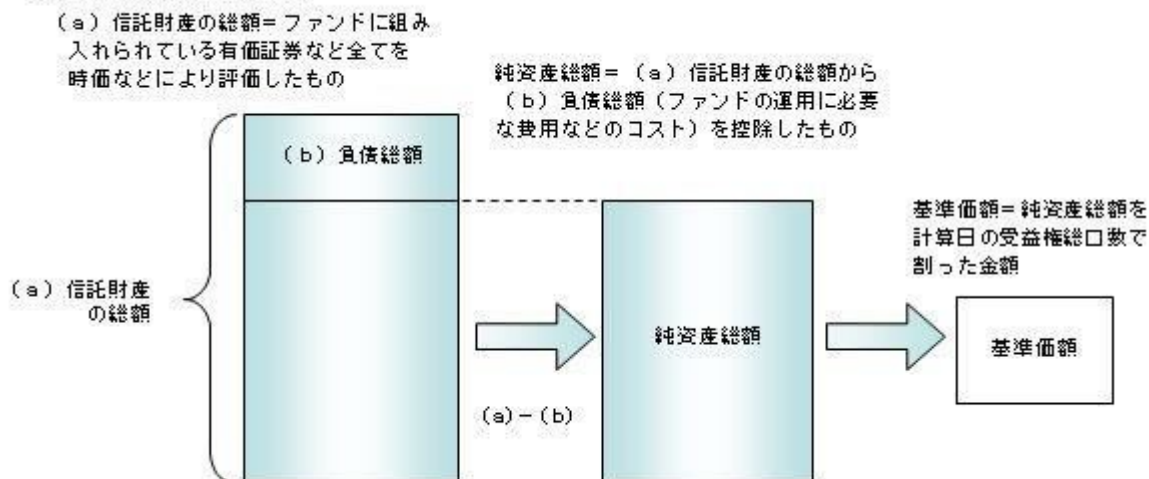 (a)信託財産の総額=ファンドに組み
入れられている有価証券など全てを
時価などにより評価したもの
純資産総額=(a)信託財産の総額から
(b)負債総額(ファンドの運用に必要
な費用などのコスト)を控除したもの
(b)負債総額
基準価額=純資産総額を
計算日の受益権総口数で
割った金額
(a)信託財産
の総額
純資産総額
基準価額
(a)-(b)